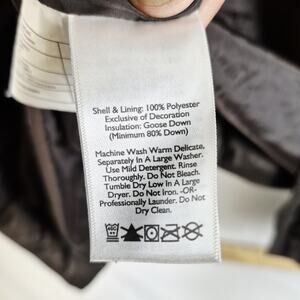 Shell & Lining: 100% Polyester
Exclusive of Decoration
Insulation: Goose Down
(Minimum 80% Down)
Machine Wash Warm Delicate,
Separately In A Large Washer.
Use Mild Detergent. Rinse
Thoroughly. Do Not Bleach.
Tumble Dry Low In A Large
Dryer. Do Not Iron. -OR-
Professionally Launder. Do Not
Dry Clean.